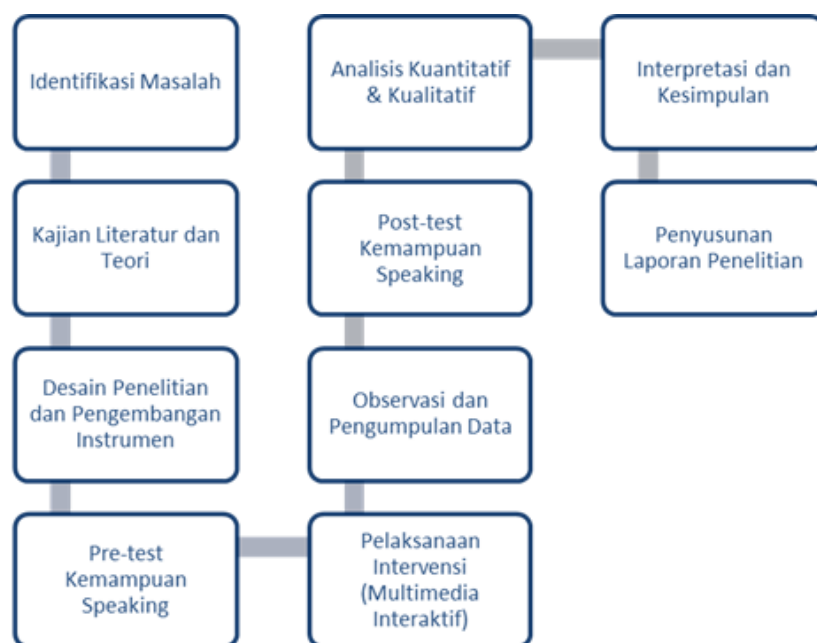 Identifikasi Masalah
Kajian Literatur dan
Teori
Desain Penelitian
dan Pengembangan
Instrumen
Pre-test
Kemampuan
Speaking
Pelaksanaan
Intervensi
(Multimedia
Interaktif)
Observasi dan
Pengumpulan Data
Post-test
Kemampuan
Speaking
Analisis Kuantitatif
& Kualitatif
Interpretasi dan
Kesimpulan
Penyusunan
Laporan Penelitian